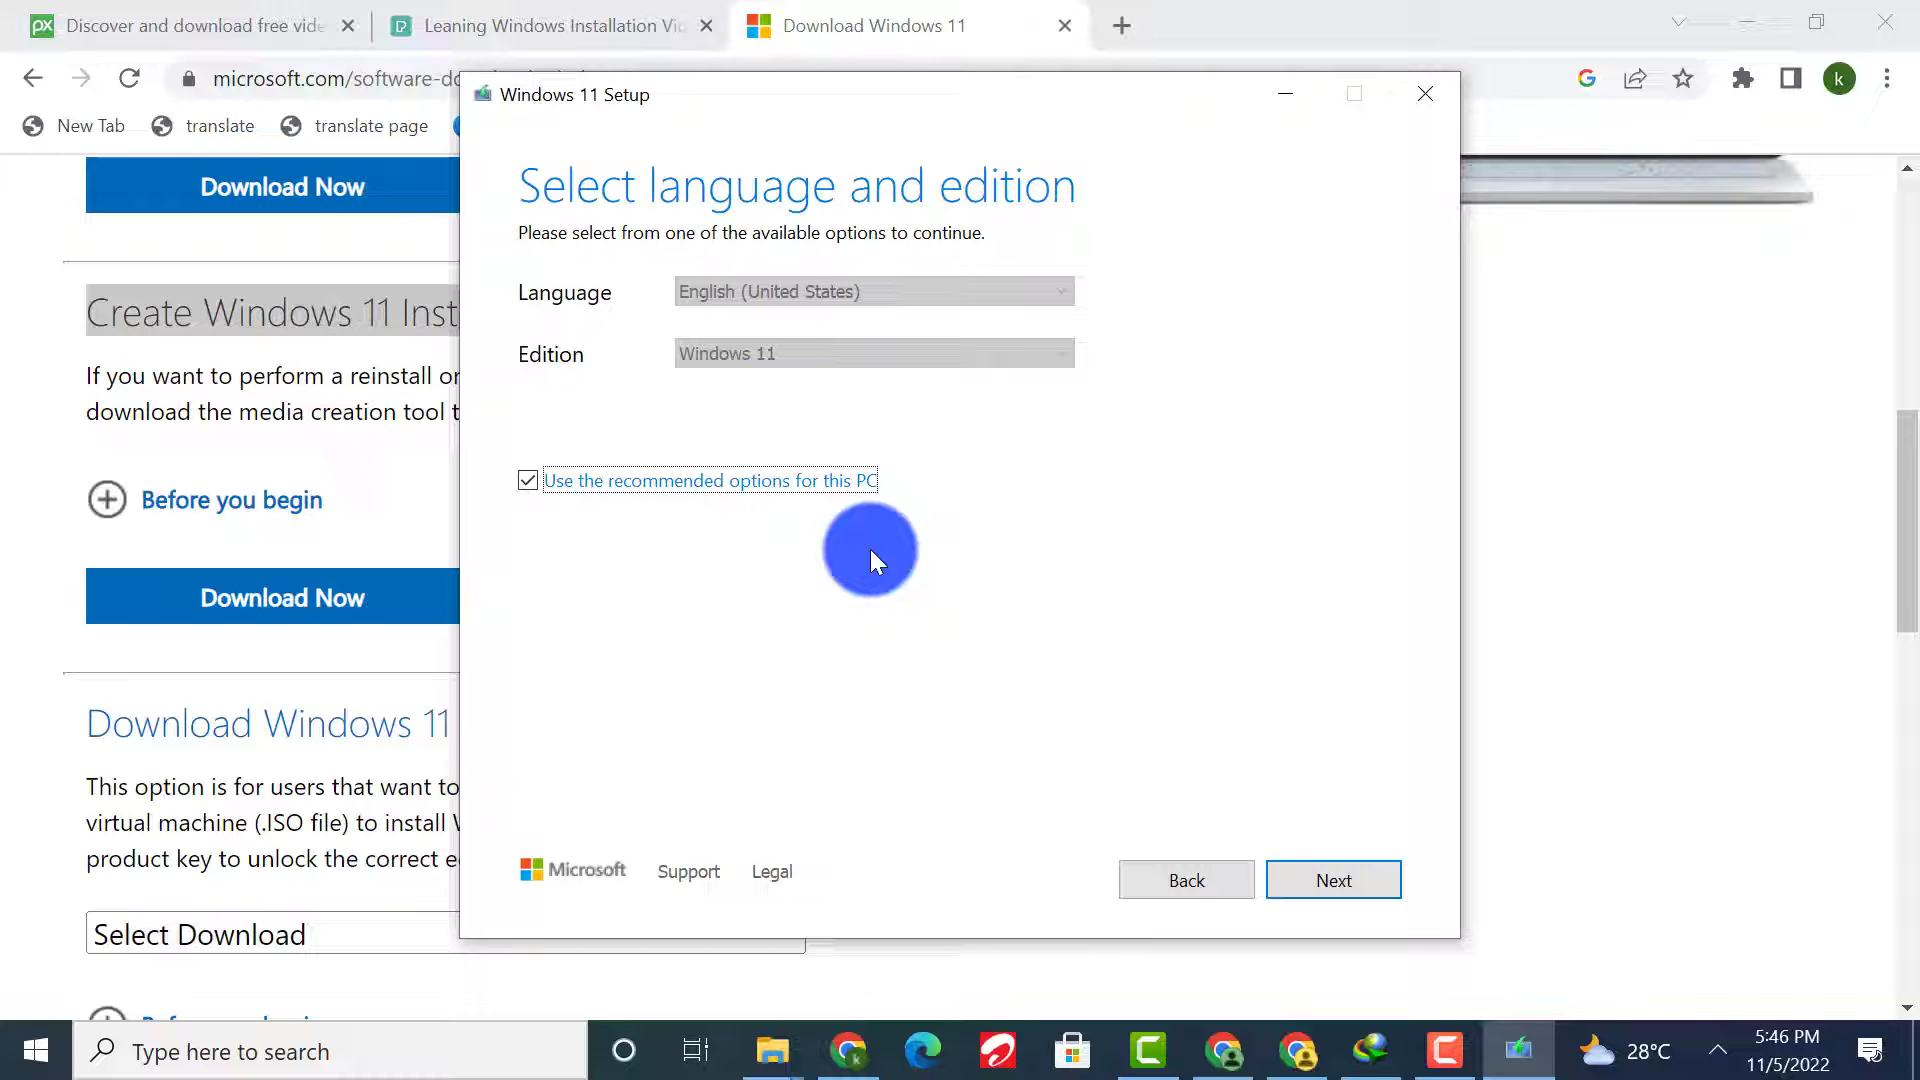 Discover and download free vide
Leaning Windows Installation Vi
Download Windows 11
microsoft.com/software-do
New Tab
translate
translate page
k
Windows 11 Setup
Select language and edition
Please select from one of the available options to continue.
Language
English (United States)
Edition
Windows 11
Use the recommended options for this PC
Microsoft
Support
Legal
Back
Next
Download Now
Create Windows 11 Inst
If you want to perform a reinstall or
download the media creation tool t
Before you begin
Download Now
Download Windows 11
This option is for users that want to
virtual machine (.ISO file) to install W
product key to unlock the correct e
Select Download
Type here to search
28°C
5:46 PM
11/5/2022